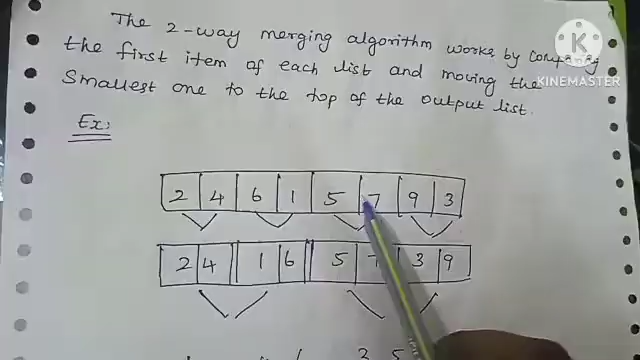 The 2-way merging algorithm works by comparing
the first item of each list and moving the
Smallest one to the top of the output list.
Ex:
2 4 6 1 5 7 9 3
2 4 1 6 5 7 3 9
3 5
K
KINEMASTER